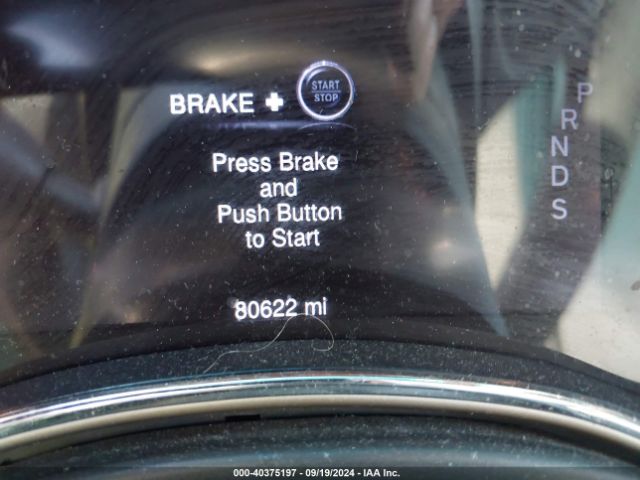 BRAKE + START
STOP
Press Brake
and
Push Button
to Start
80622 mi
P
R
N
D
S
000-40375197 - 09/19/2024 - IAA Inc.